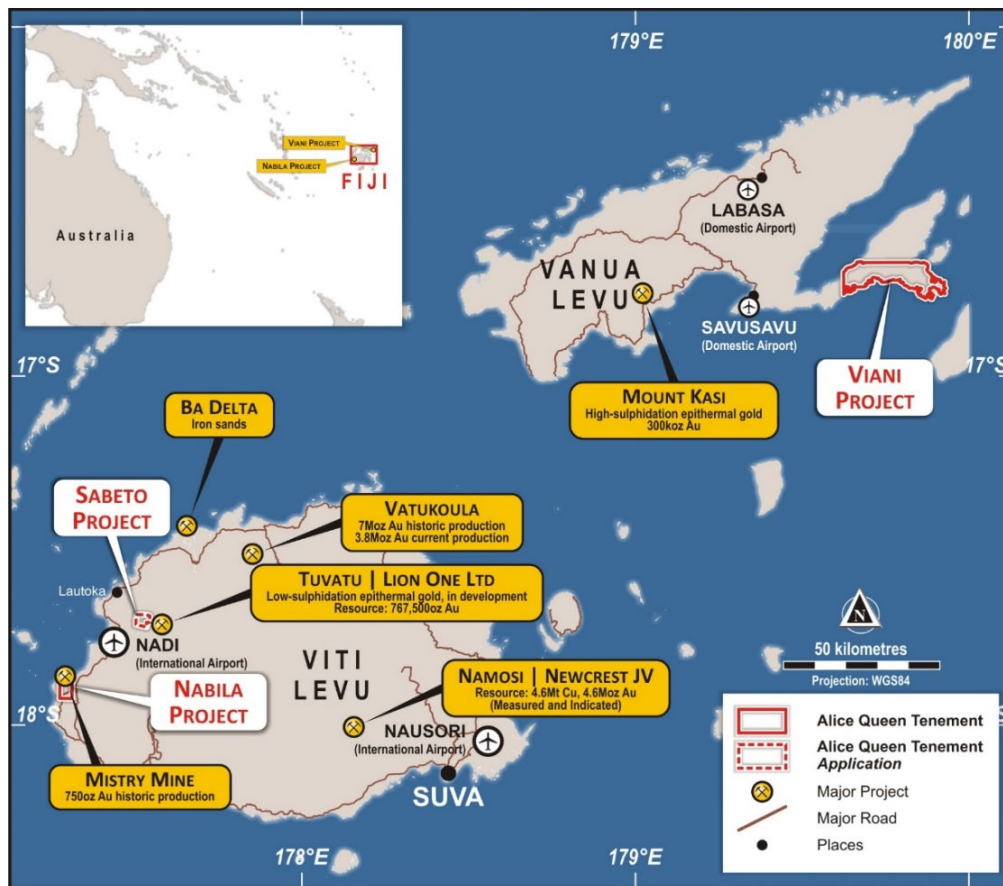 179°E
180°E
VIANI PROJECT
NABILA PROJECT
FIJI
Australia
LABASA
(Domestic Airport)
VANUA
LEVU
SAVUSAVU
(Domestic Airport)
17°S
17°S
MOUNT KASI
High-sulphidation epithermal gold
300koz Au
VIANI
PROJECT
BA DELTA
Iron sands
SABETO
PROJECT
VATUKOULA
7Moz Au historic production
3.8Moz Au current production
Lautoka
TUVATU | LION ONE LTD
Low-sulphidation epithermal gold, in development
Resource: 767,500oz Au
NADI
(International Airport)
VITI
LEVU
NABILA
PROJECT
NAMOSI | NEWCREST JV
Resource: 4.6Mt Cu, 4.6Moz Au
(Measured and Indicated)
18°S
NAUSORI
(International Airport)
MISTRY MINE
750oz Au historic production
SUVA
178°E
179°E
N
50 kilometres
Projection: WGS84
Alice Queen Tenement
Alice Queen Tenement
Application
Major Project
Major Road
Places